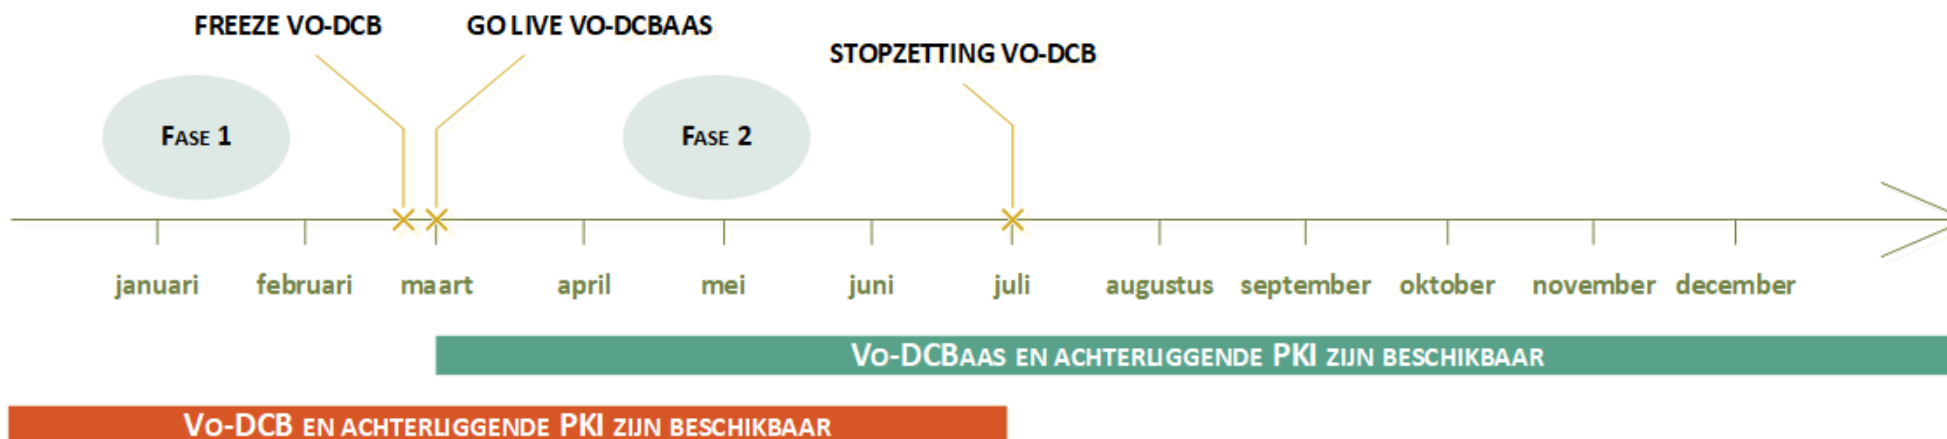 FREEZE VO-DCB
GO LIVE VO-DCBAAS
STOPZETTING VO-DCB
FASE 1
FASE 2
januari februari maart april mei juni juli augustus september oktober november december
VO-DCBAAS EN ACHTERLIGGENDE PKI ZIJN BESCHIKBAAR
VO-DCB EN ACHTERLIGGENDE PKI ZIJN BESCHIKBAAR